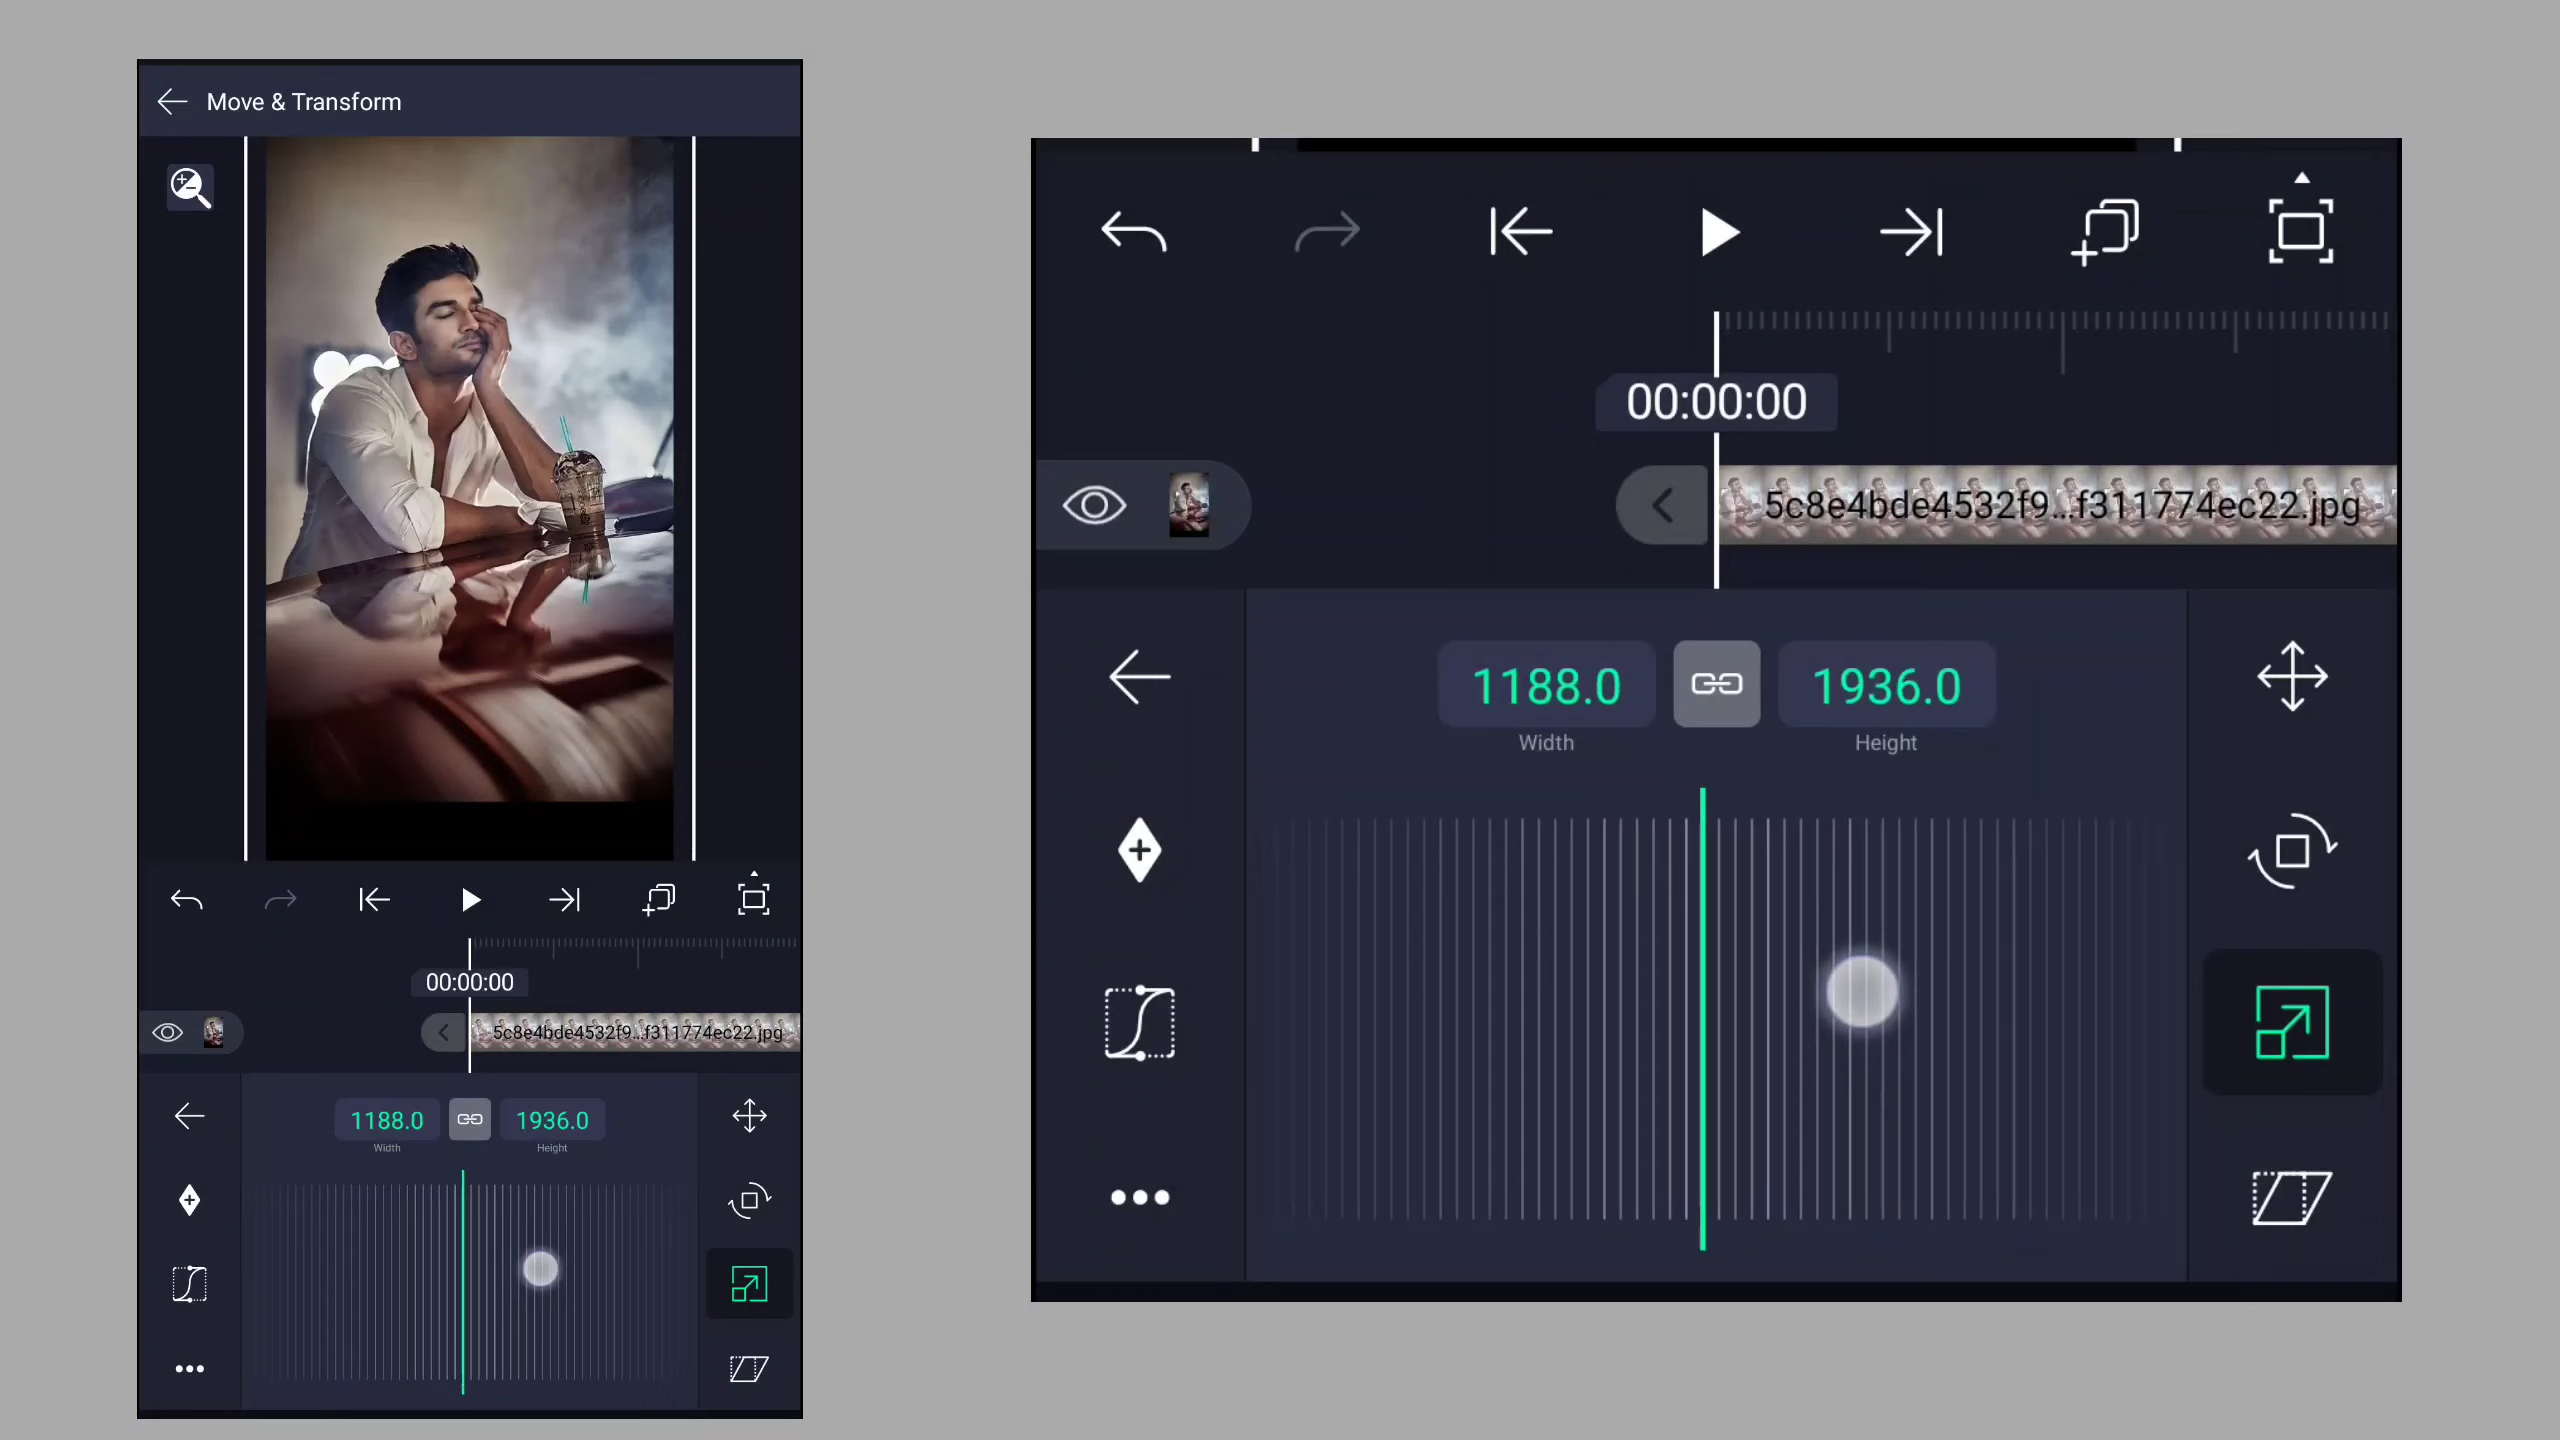 Move & Transform
00:00:00
5c8e4bde4532f9...f311774ec22.jpg
1188.0
1936.0
Width
Height
00:00:00
5c8e4bde4532f9...f311774ec22.jpg
1188.0
1936.0
Width
Height